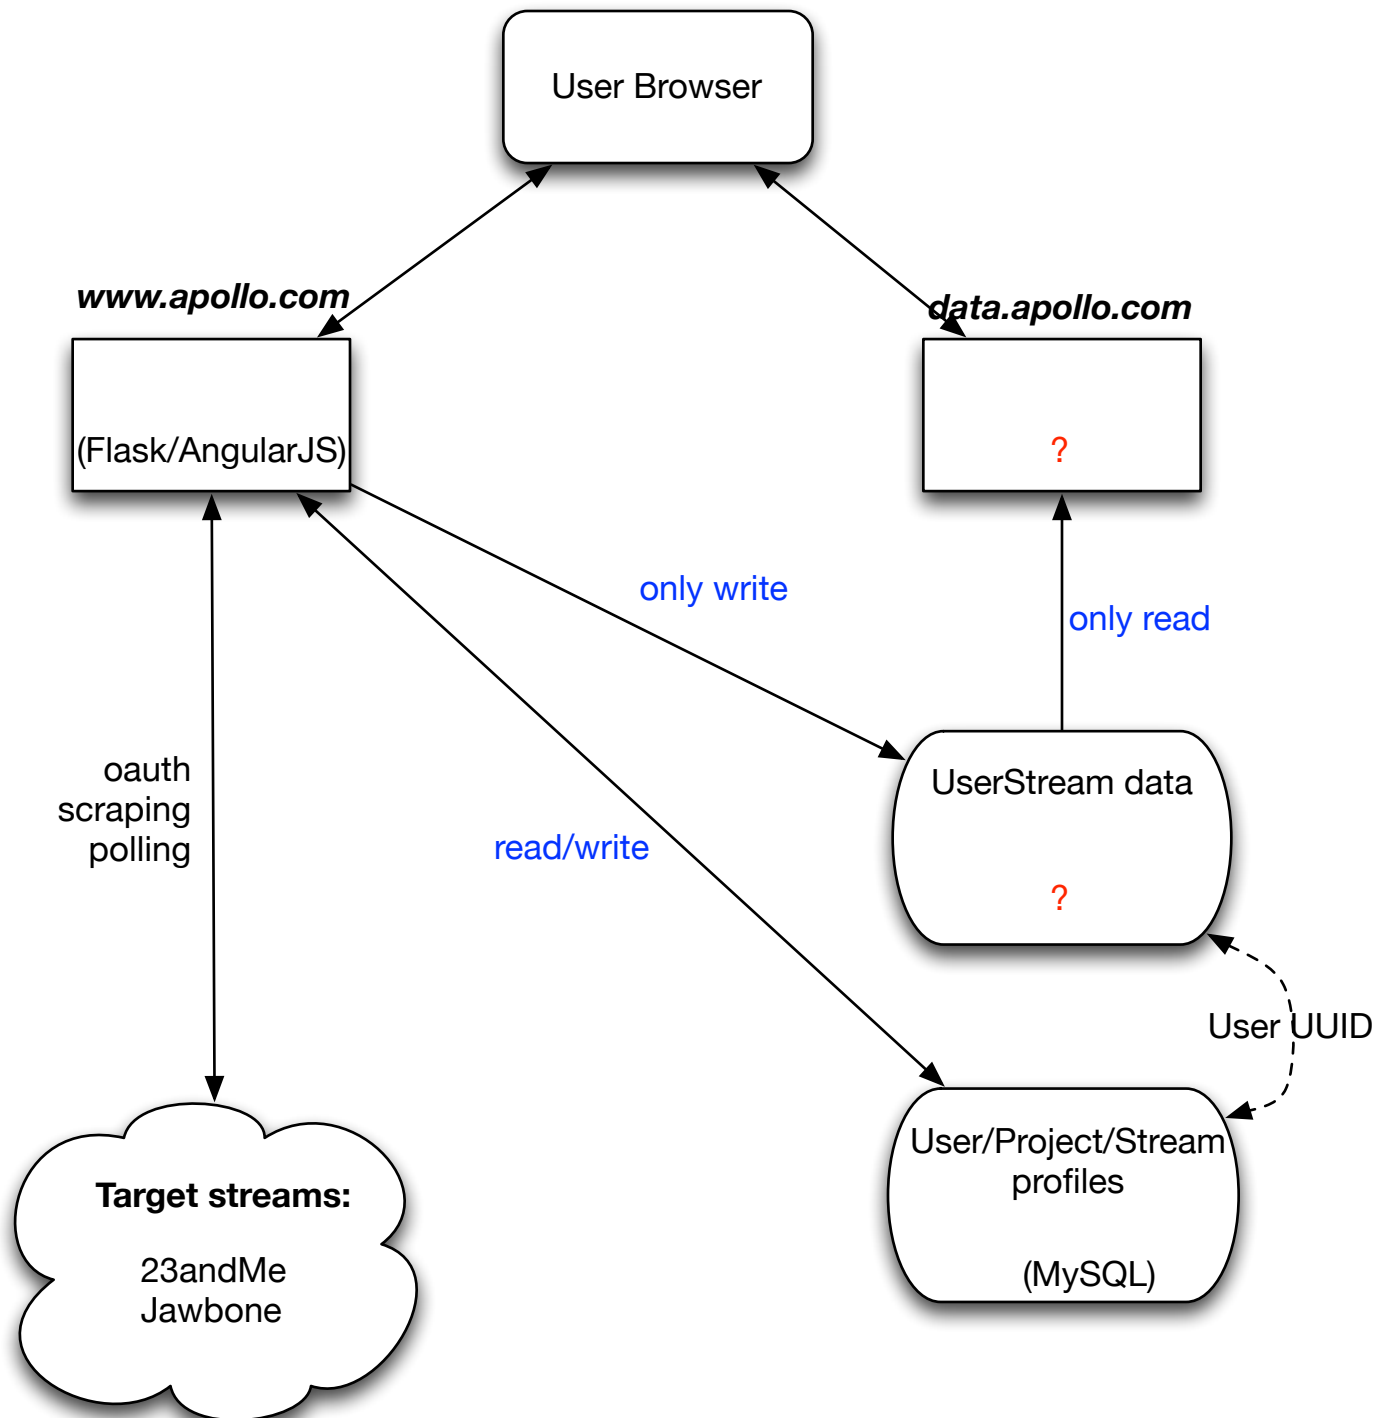 User Browser
www.apollo.com
data.apollo.com
(Flask/AngularJS)
?
only write
only read
oauth
scraping
polling
read/write
UserStream data
?
User UUID
User/Project/Stream
profiles
(MySQL)
Target streams:
23andMe
Jawbone